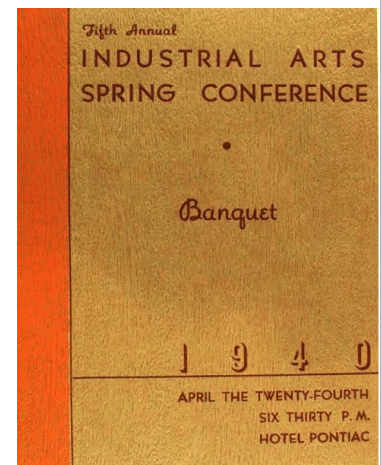 Fifth Annual
INDUSTRIAL ARTS
SPRING CONFERENCE
Banquet
1940
APRIL THE TWENTY-FOURTH
SIX THIRTY P. M.
HOTEL PONTIAC